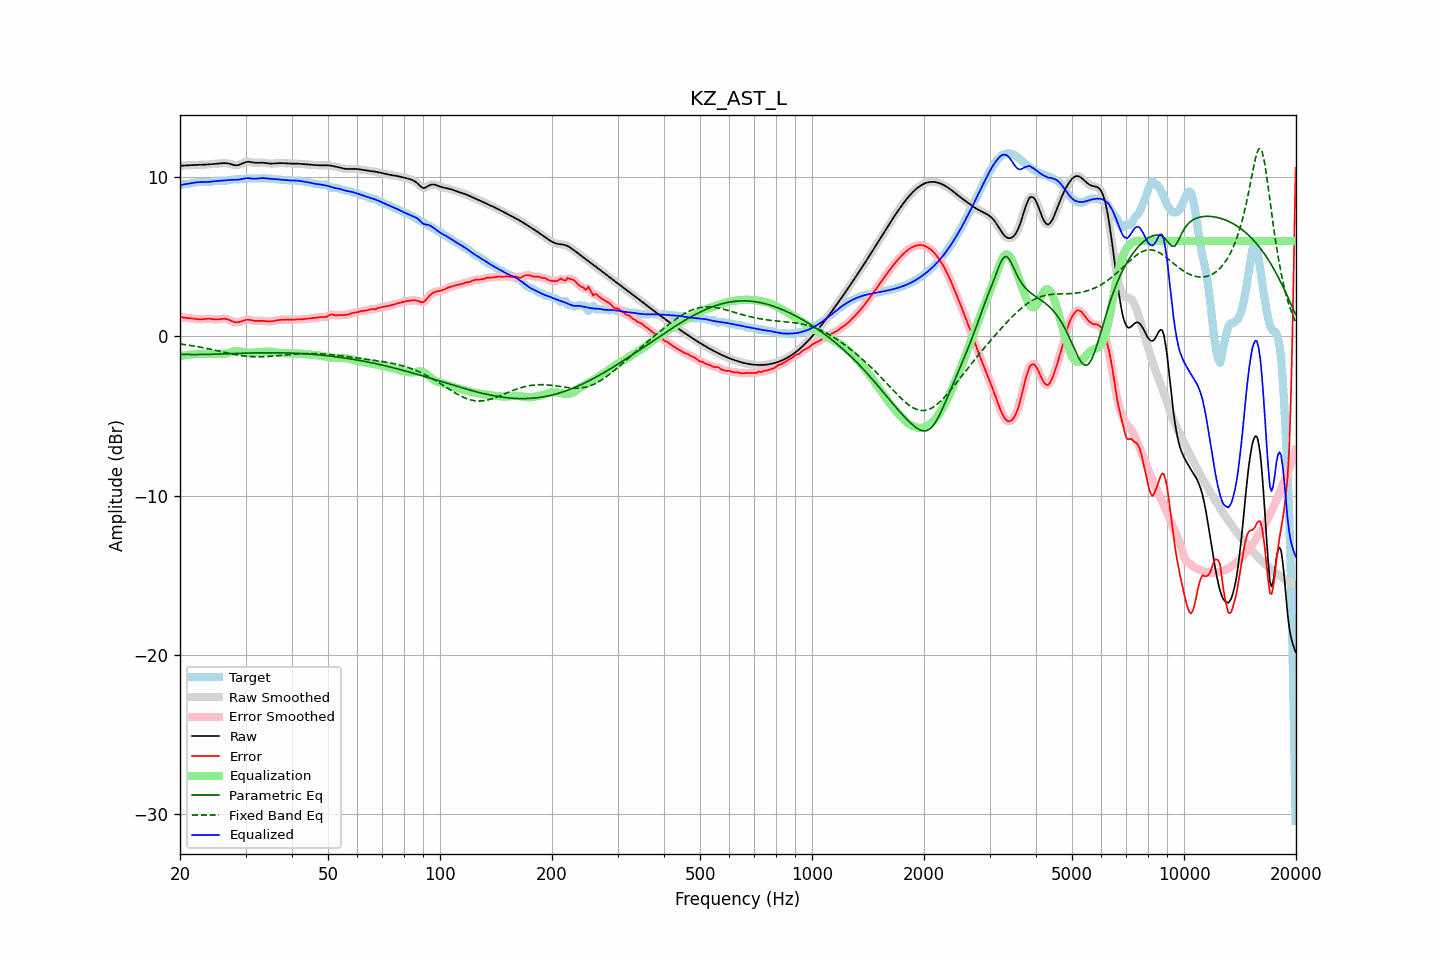 KZ_AST_L
Amplitude (dBr)
10
0
−10
−20
−30
Target
Raw Smoothed
Error Smoothed
Raw
Error
Equalization
Parametric Eq
Fixed Band Eq
Equalized
20 50 100 200 500 1000 2000 5000 10000 20000
Frequency (Hz)